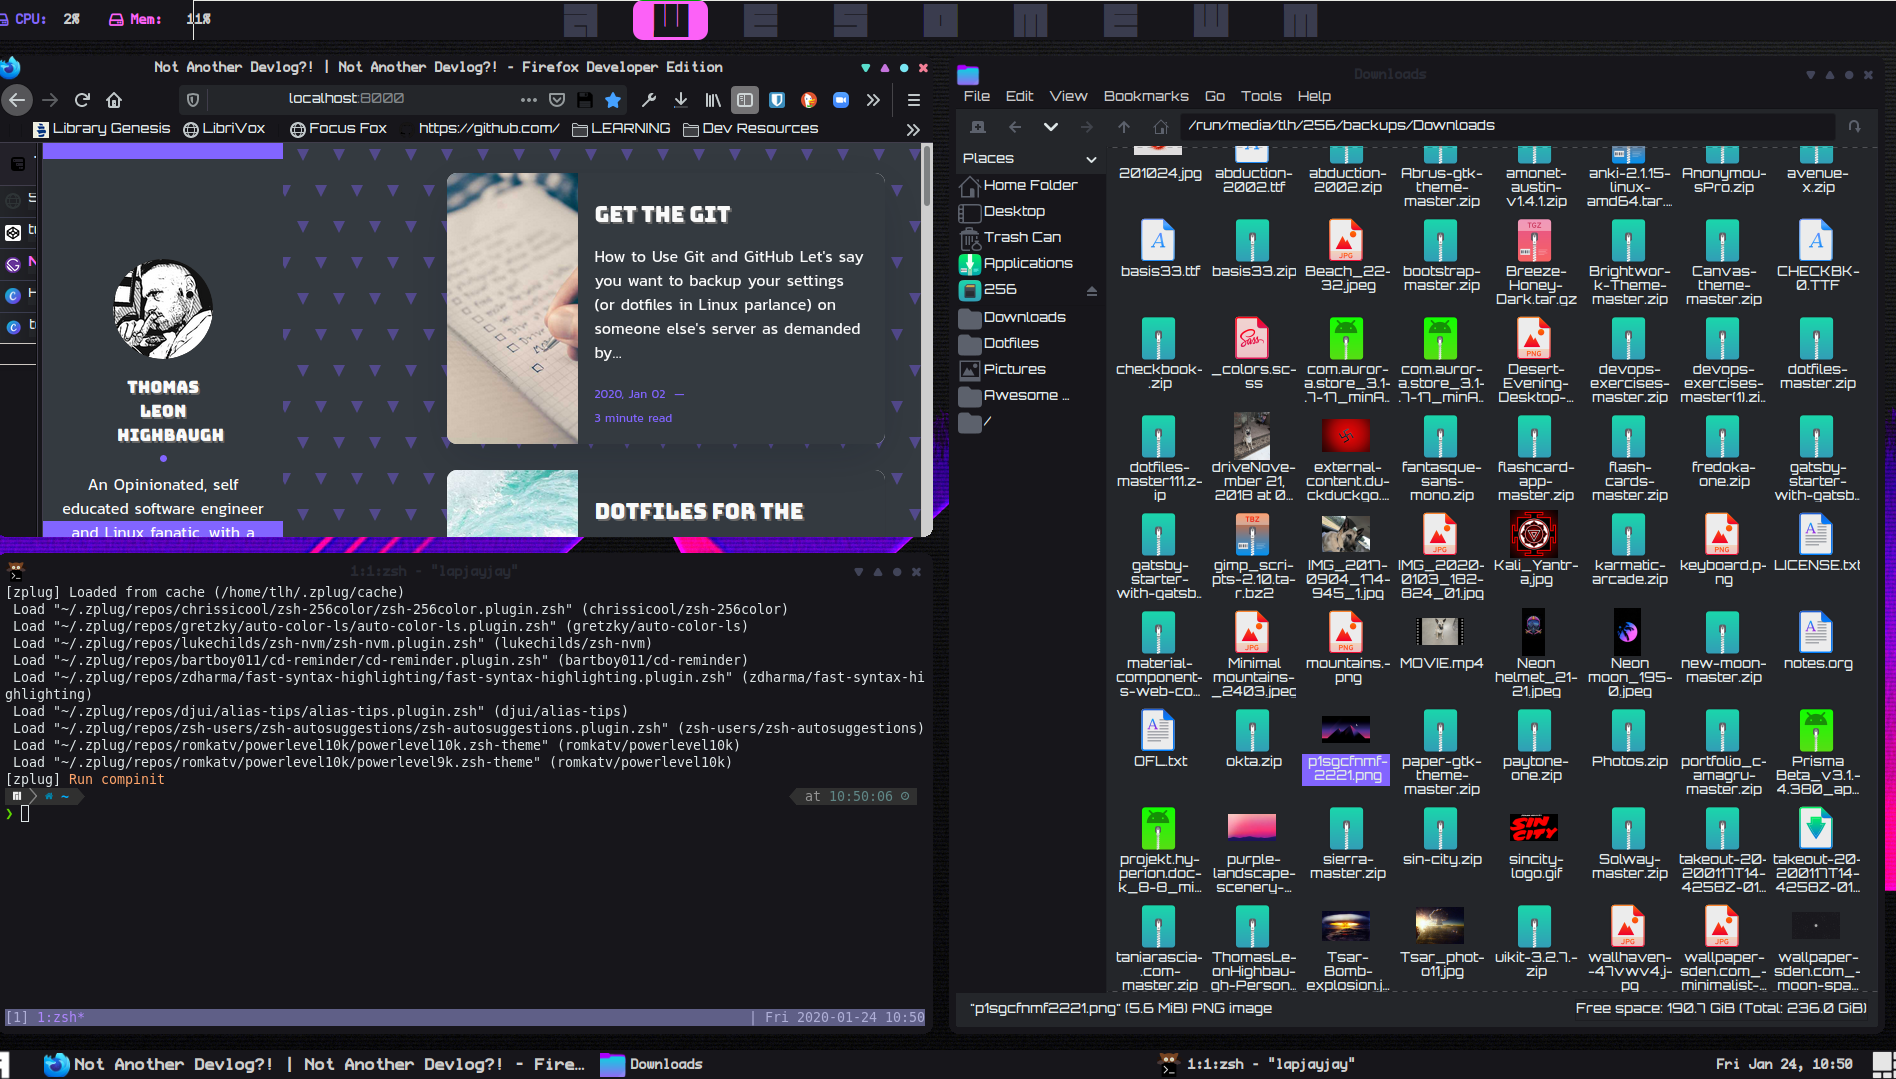 CPU: 2% Mem: 11%
a W E S O M E W M
Not Another Devlog?! | Not Another Devlog?! - Firefox Developer Edition
localhost:8000
Library Genesis LibriVox Focus Fox https://github.com/ LEARNING Dev Resources
THOMAS
LEON
HIGHBAUGH
An Opinionated, self
educated software engineer
and Linux fanatic, with a
GET THE GIT
How to Use Git and GitHub Let's say
you want to backup your settings
(or dotfiles in Linux parlance) on
someone else's server as demanded
by...
2020, Jan 02 —
3 minute read
DOTFILES FOR THE
1:1:zsh - "lapjayjay"
[zplug] Loaded from cache (/home/tlh/.zplug/cache)
Load "~/.zplug/repos/chrissicool/zsh-256color/zsh-256color.plugin.zsh" (chrissicool/zsh-256color)
Load "~/.zplug/repos/gretzky/auto-color-ls/auto-color-ls.plugin.zsh" (gretzky/auto-color-ls)
Load "~/.zplug/repos/lukechilds/zsh-nvm/zsh-nvm.plugin.zsh" (lukechilds/zsh-nvm)
Load "~/.zplug/repos/bartboy011/cd-reminder/cd-reminder.plugin.zsh" (bartboy011/cd-reminder)
Load "~/.zplug/repos/zdharma/fast-syntax-highlighting/fast-syntax-highlighting.plugin.zsh" (zdharma/fast-syntax-hi
ghlighting)
Load "~/.zplug/repos/djui/alias-tips/alias-tips.plugin.zsh" (djui/alias-tips)
Load "~/.zplug/repos/zsh-users/zsh-autosuggestions/zsh-autosuggestions.plugin.zsh" (zsh-users/zsh-autosuggestions)
Load "~/.zplug/repos/romkatv/powerlevel10k/powerlevel10k.zsh-theme" (romkatv/powerlevel10k)
Load "~/.zplug/repos/romkatv/powerlevel10k/powerlevel9k.zsh-theme" (romkatv/powerlevel10k)
[zplug] Run compinit
~ at 10:50:06
❯
[1] 1:zsh* | Fri 2020-01-24 10:50
Downloads
File Edit View Bookmarks Go Tools Help
/run/media/tlh/256/backups/Downloads
Places
Home Folder
Desktop
Trash Can
Applications
256
Downloads
Dotfiles
Pictures
Awesome ...
/
201024.jpg abduction- abduction- Abrus-gtk- amonet- anki-2.1.15- Anonymou- avenue-
2002.ttf 2002.zip theme- austin- linux- sPro.zip x.zip
master.zip v1.4.1.zip amd64.tar...
basis33.ttf basis33.zip Beach_22- bootstrap- Breeze- Brightwor- Canvas- CHECKBK-
32.jpeg master.zip Honey- k-Theme- theme- 0.TTF
Dark.tar.gz master.zip master.zip
checkbook- _colors.sc- com.auror- com.auror- Desert- devops- devops- dotfiles-
.zip ss a.store_3.1- a.store_3.1- Evening- exercises- exercises- master.zip
.7-17_minA... .7-17_minA... Desktop-... master.zip master(1).zi...
dotfiles- driveNove- external- fantasque- flashcard- flash- fredoka- gatsby-
master111.z- mber 21, content.du- sans- app- cards- one.zip starter-
ip 2018 at 0... ckduckgo.... mono.zip master.zip master.zip with-gatsb...
gatsby- gimp_scri- IMG_2017- IMG_2020- Kali_Yantr- karmatic- keyboard.p- LICENSE.txt
starter- pts-2.10.ta- 0904_174- 0103_182- a.jpg arcade.zip ng
with-gatsb... r.bz2 945_1.jpg 824_01.jpg
material- Minimal mountains.- MOVIE.mp4 Neon Neon new-moon- notes.org
component- mountains- png helmet_21- moon_195- master.zip
s-web-co... _2403.jpeg 21.jpeg 0.jpeg
OFL.txt okta.zip p1sgcfnmf- paper-gtk- paytone- Photos.zip portfolio_c- Prisma
2221.png theme- one.zip amagru- Beta_v3.1.-
master.zip master.zip 4.380_ap...
projekt.hy- purple- sierra- sin-city.zip sincity- Solway- takeout-20- takeout-20-
perion.doc- landscape- master.zip logo.gif master.zip 200117T14- 200117T14-
k_8-8_mi... scenery-... 4258Z-01... 4258Z-01...
taniarascia- ThomasLe- Tsar- Tsar_phot- uikit-3.2.7.- wallhaven- wallpaper- wallpaper-
.com- onHighbau- Bomb- o11.jpg zip -47vwv4.j- sden.com_- sden.com_-
master.zip gh-Person... explosion.j... pg minimalist-... moon-spa...
"p1sgcfnmf2221.png" (5.6 MiB) PNG image Free space: 190.7 GiB (Total: 236.0 GiB)
Not Another Devlog?! | Not Another Devlog?! - Fire... Downloads 1:1:zsh - "lapjayjay" Fri Jan 24, 10:50